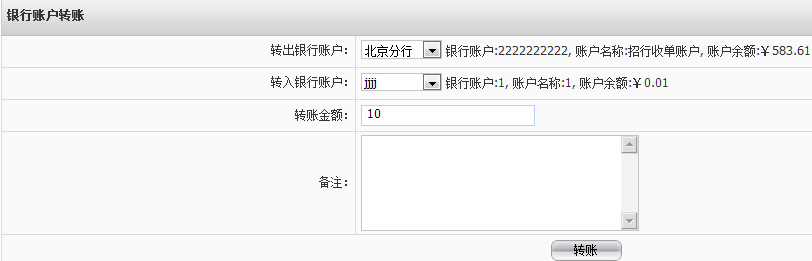 银行账户转账
转出银行账户： 北京分行 银行账户:2222222222, 账户名称:招行收单账户, 账户余额:￥583.61
转入银行账户： jjjj 银行账户:1, 账户名称:1, 账户余额:￥0.01
转账金额： 10
备注：
转账